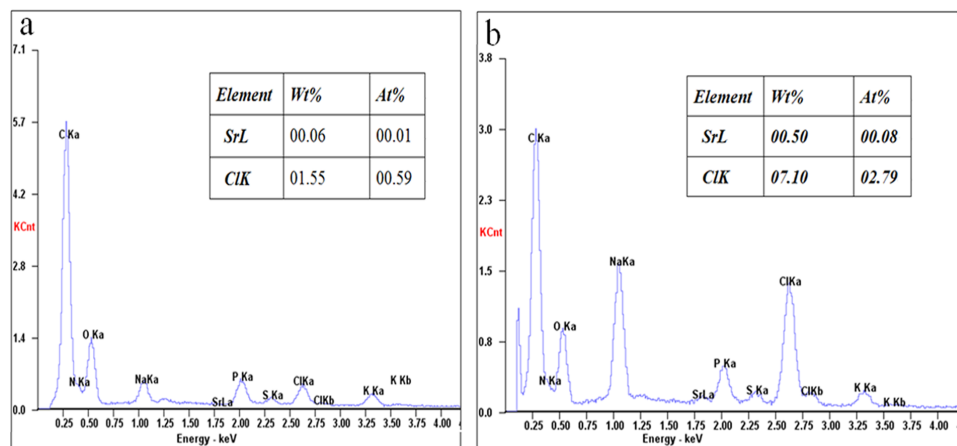 a
7.1
5.7
4.2
KCnt
2.8
1.4
0.0
C Ka
N Ka
O Ka
NaKa
SrLa
P Ka
S Ka
ClKa
ClKb
K Ka
K Kb
Element Wt% At%
SrL 00.06 00.01
ClK 01.55 00.59
0.25 0.50 0.75 1.00 1.25 1.50 1.75 2.00 2.25 2.50 2.75 3.00 3.25 3.50 3.75 4.00 4.
Energy - keV
b
3.8
3.0
2.3
KCnt
1.5
0.8
0.0
C Ka
N Ka
O Ka
NaKa
SrLa
P Ka
S Ka
ClKa
ClKb
K Ka
K Kb
Element Wt% At%
SrL 00.50 00.08
ClK 07.10 02.79
0.25 0.50 0.75 1.00 1.25 1.50 1.75 2.00 2.25 2.50 2.75 3.00 3.25 3.50 3.75 4.00
Energy - keV